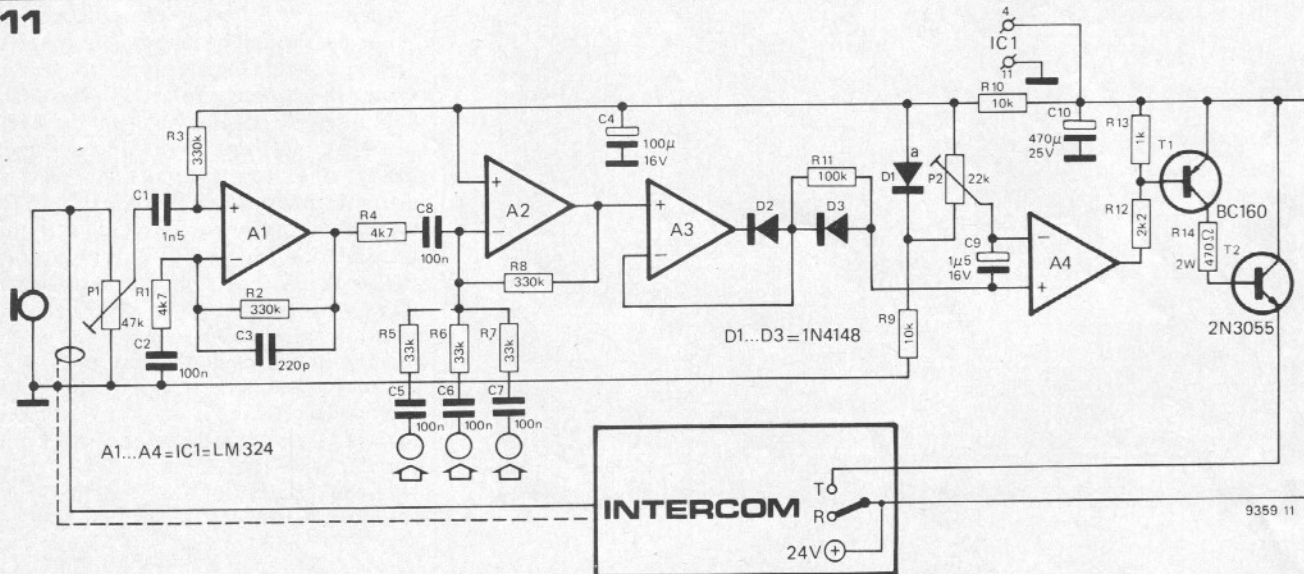 11
4
IC1
11
R10
10k
C10
470µ
25V
R13
1k
T1
BC160
R3
330k
C4
100µ
16V
C1
1n5
+
A1
−
R4
4k7
C8
100n
+
A2
−
R8
330k
+
A3
−
R11
100k
D2
D3
a
D1
P2
22k
C9
1µ5
16V
−
A4
+
R12
2k2
R14
470Ω
2W
T2
2N3055
P1
47k
R1
4k7
C2
100n
R2
330k
C3
220p
R5
33k
R6
33k
R7
33k
C5
100n
C6
100n
C7
100n
D1...D3=1N4148
R9
10k
A1...A4=IC1=LM324
INTERCOM
T
R
24V
+
9359 11